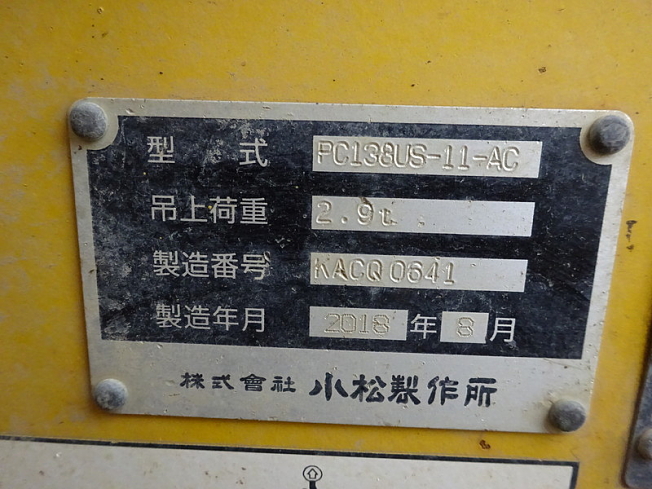 型式 PC138US-11-AC
吊上荷重 2.9t
製造番号 KACQ0641
製造年月 2018年8月
株式會社 小松製作所